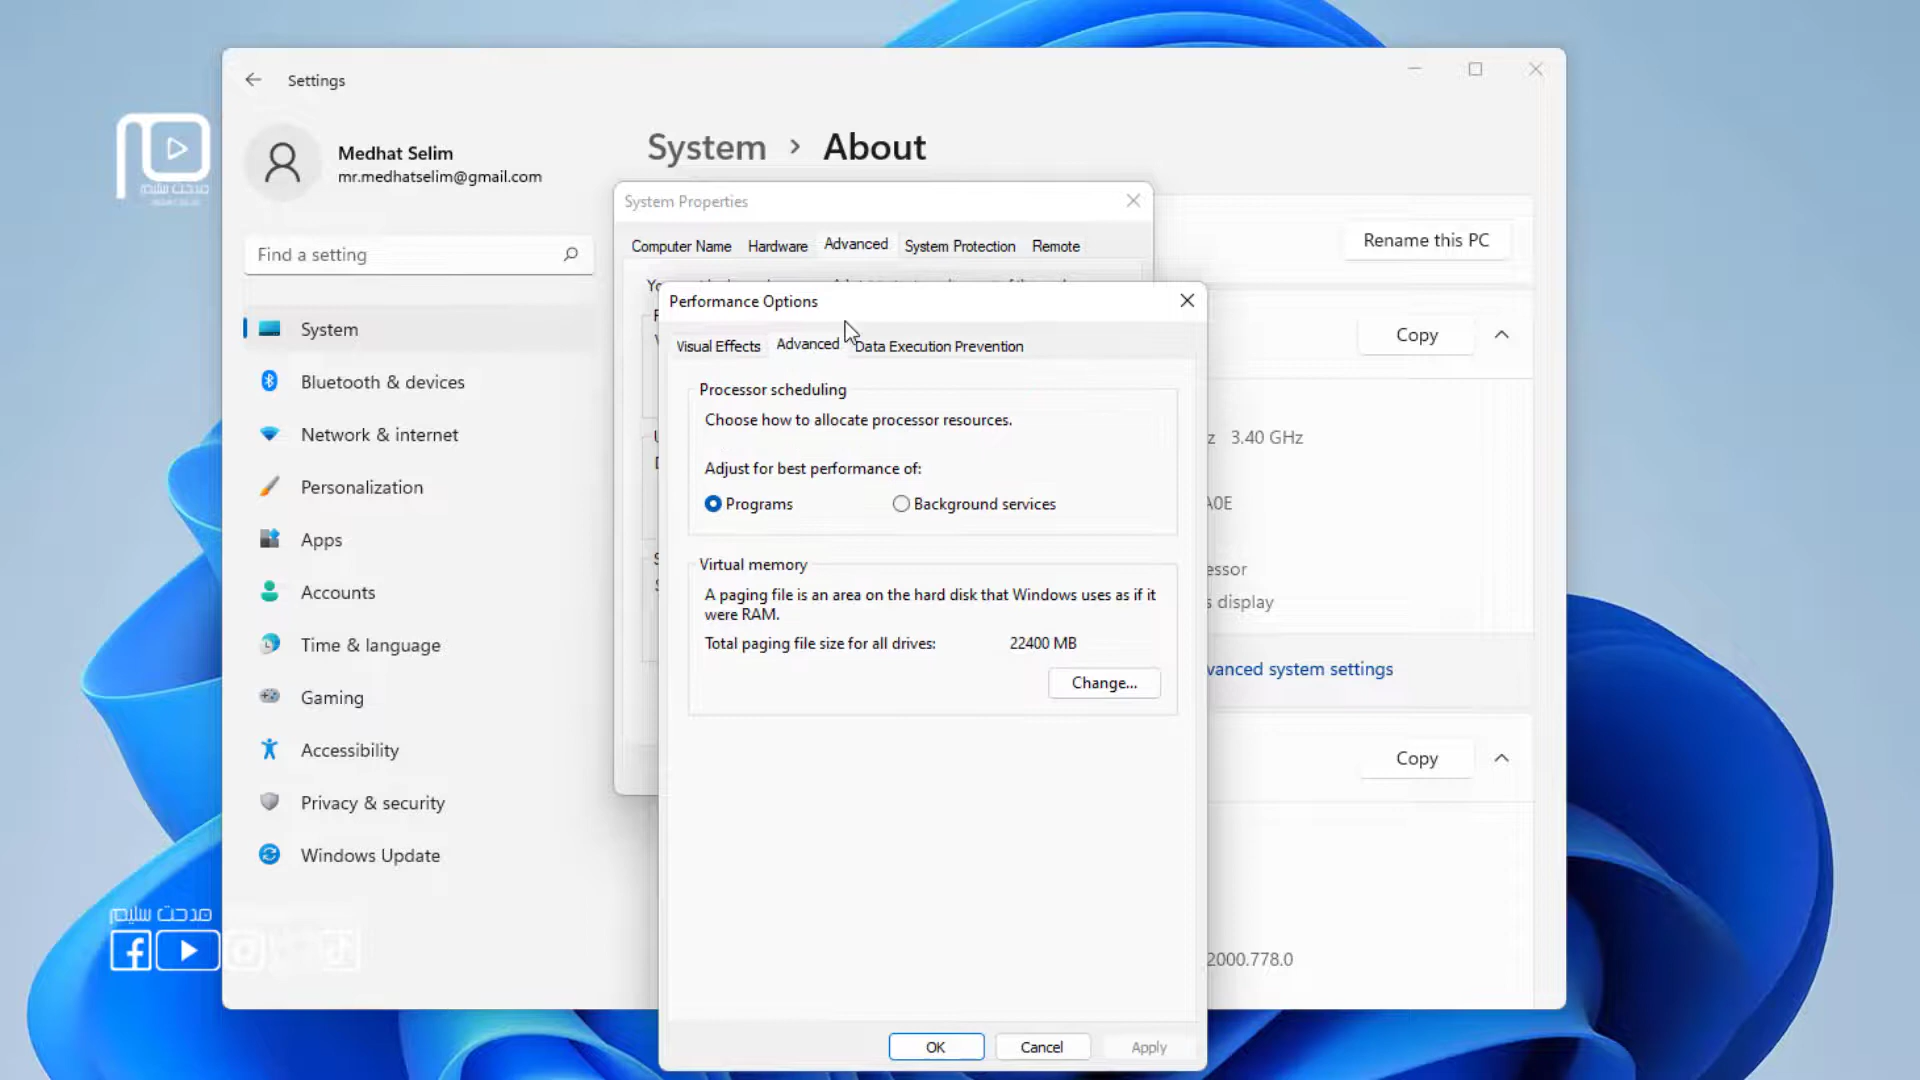 Settings
مدحت سليم
Medhat Selim
mr.medhatselim@gmail.com
Find a setting
System
Bluetooth & devices
Network & internet
Personalization
Apps
Accounts
Time & language
Gaming
Accessibility
Privacy & security
Windows Update
مدحت سليم
System > About
Rename this PC
Copy
3.40 GHz
A0E
essor
s display
vanced system settings
Copy
2000.778.0
System Properties
Computer Name Hardware Advanced System Protection Remote
Performance Options
Visual Effects Advanced Data Execution Prevention
Processor scheduling
Choose how to allocate processor resources.
Adjust for best performance of:
Programs Background services
Virtual memory
A paging file is an area on the hard disk that Windows uses as if it
were RAM.
Total paging file size for all drives: 22400 MB
Change...
OK Cancel Apply